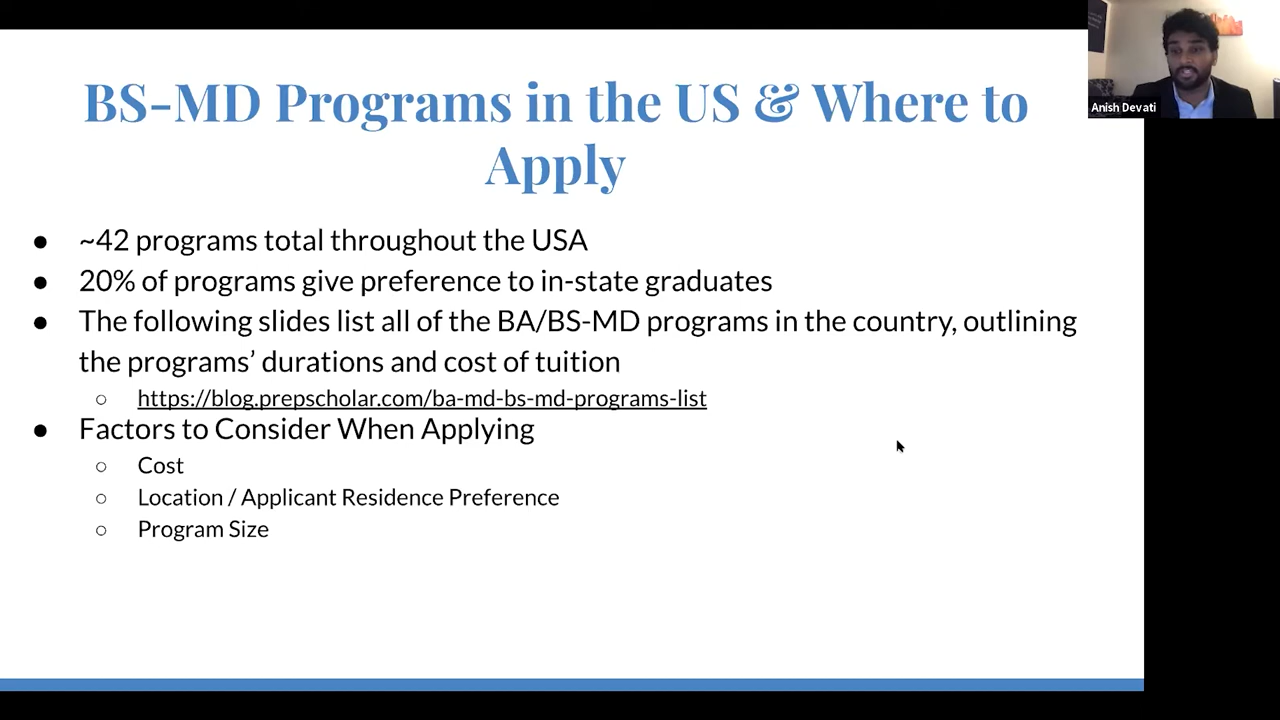 BS-MD Programs in the US & Where to
Apply
Anish Devati
● ~42 programs total throughout the USA
● 20% of programs give preference to in-state graduates
● The following slides list all of the BA/BS-MD programs in the country, outlining
the programs’ durations and cost of tuition
○ https://blog.prepscholar.com/ba-md-bs-md-programs-list
● Factors to Consider When Applying
○ Cost
○ Location / Applicant Residence Preference
○ Program Size